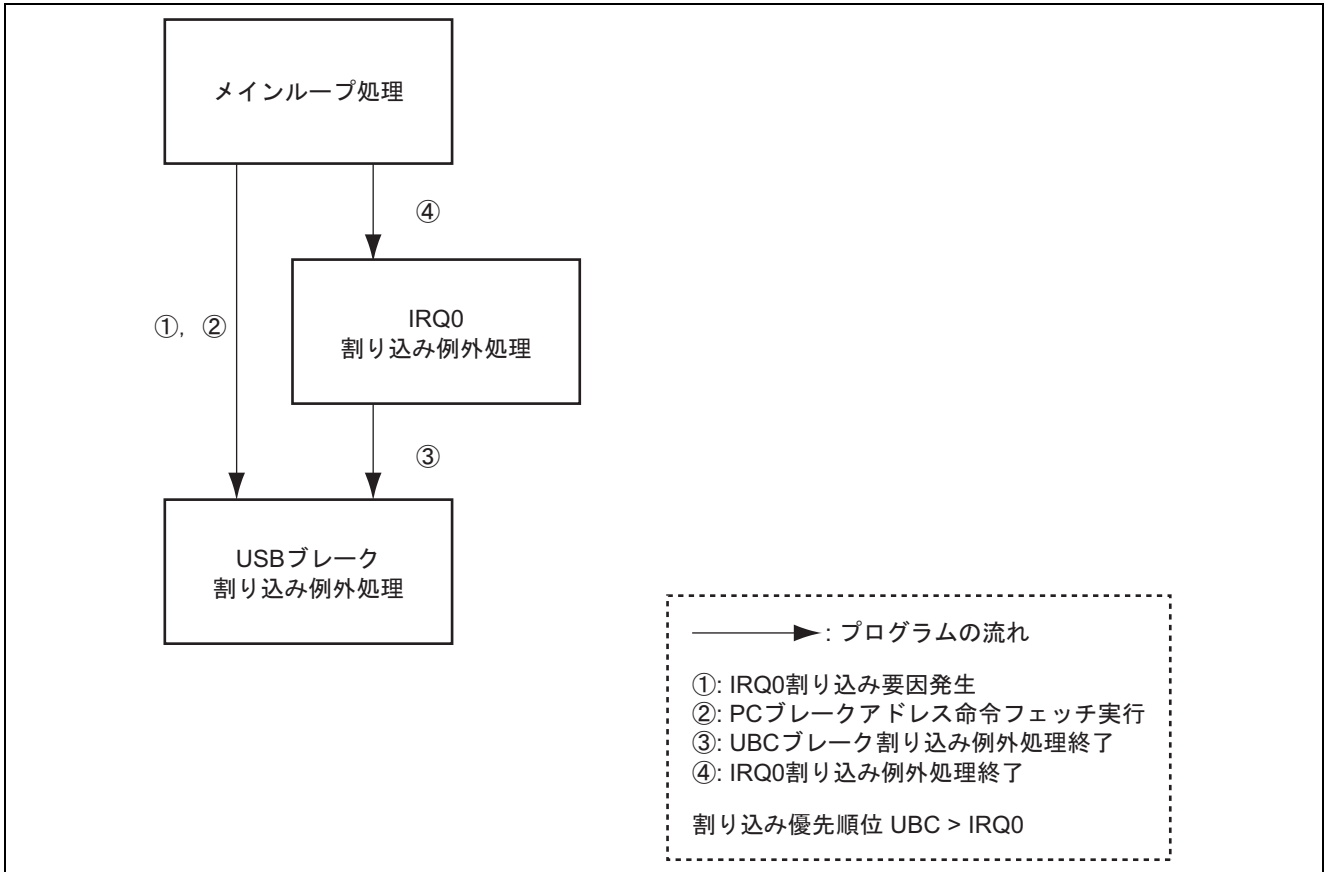 メインループ処理
④
①, ②
IRQ0
割り込み例外処理
③
USBブレーク
割り込み例外処理
: プログラムの流れ
①: IRQ0割り込み要因発生
②: PCブレークアドレス命令フェッチ実行
③: UBCブレーク割り込み例外処理終了
④: IRQ0割り込み例外処理終了
割り込み優先順位 UBC > IRQ0